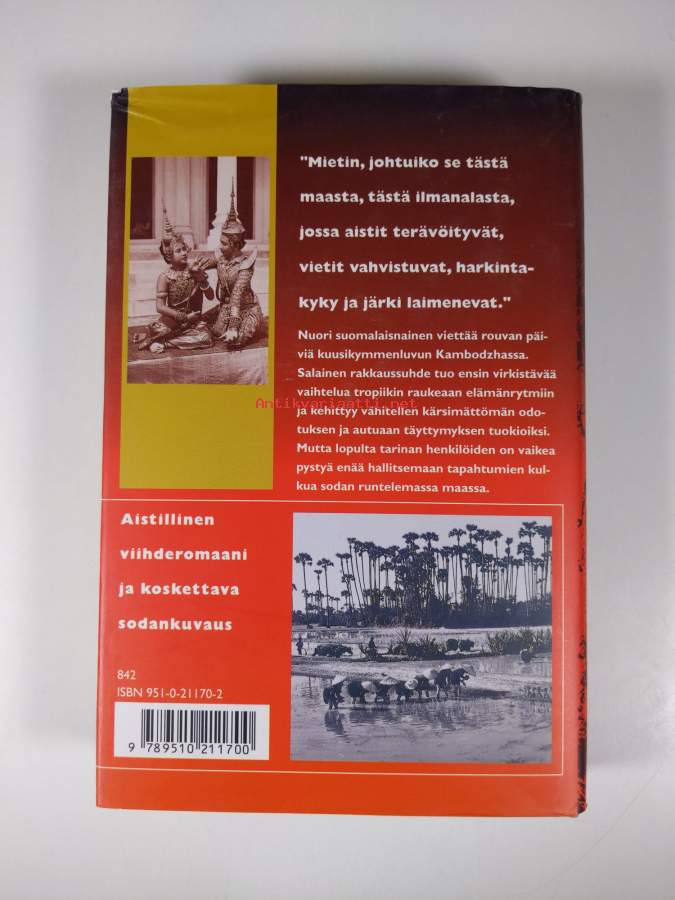 "Mietin, johtuiko se tästä
maasta, tästä ilmanalasta,
jossa aistit terävöityvät,
vietit vahvistuvat, harkinta-
kyky ja järki laimenevat."
Nuori suomalaisnainen viettää rouvan päi-
viä kuusikymmenluvun Kambodzhassa.
Salainen rakkaussuhde tuo ensin virkistävää
vaihtelua tropiikin raukeaan elämänrytmiin
Antikvariaatti.net
ja kehittyy vähitellen kärsimättömän odo-
tuksen ja autuaan täyttymyksen tuokioiksi.
Mutta lopulta tarinan henkilöiden on vaikea
pystyä enää hallitsemaan tapahtumien kul-
kua sodan runtelemassa maassa.
Aistillinen
viihderomaani
ja koskettava
sodankuvaus
842
ISBN 951-0-21170-2
9 789510 211700